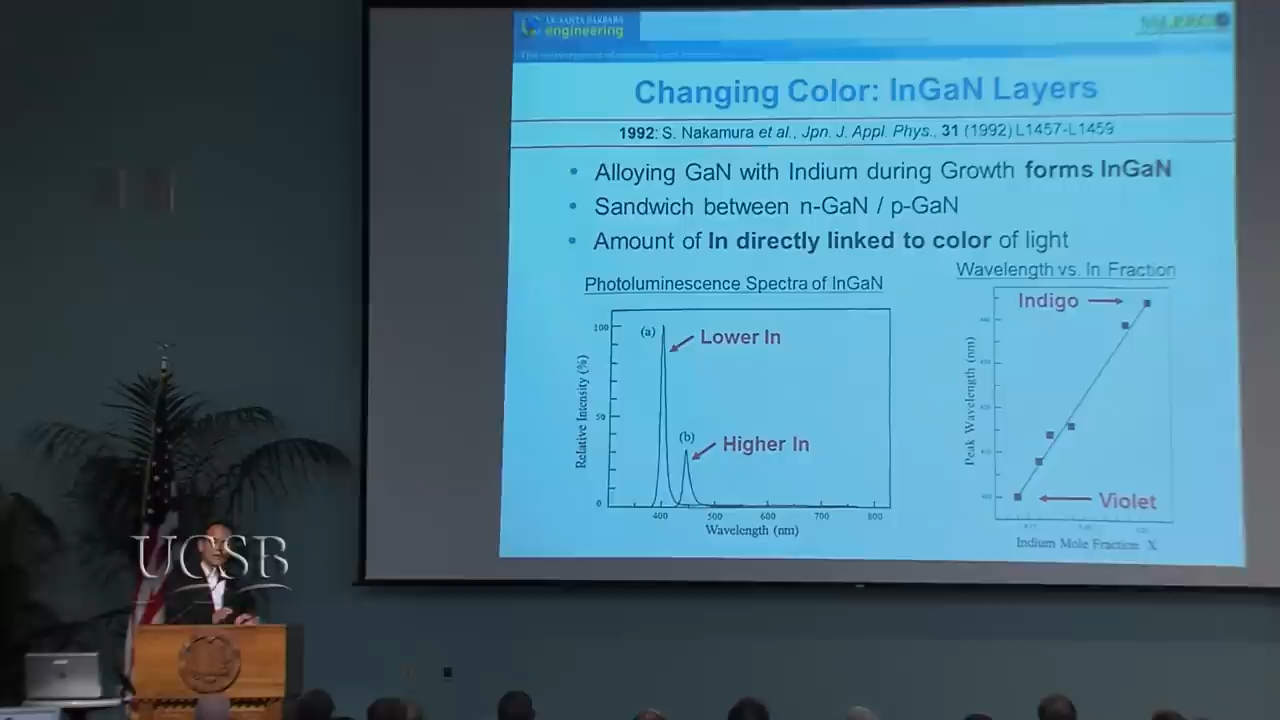 UC SANTA BARBARA
engineering
Changing Color: InGaN Layers
1992: S. Nakamura et al., Jpn. J. Appl. Phys., 31 (1992) L1457-L1459
• Alloying GaN with Indium during Growth forms InGaN
• Sandwich between n-GaN / p-GaN
• Amount of In directly linked to color of light
Photoluminescence Spectra of InGaN
Relative Intensity (%)
100
50
0
(a)
Lower In
(b)
Higher In
400 500 600 700 800
Wavelength (nm)
Wavelength vs. In Fraction
Indigo
Peak Wavelength (nm)
Violet
Indium Mole Fraction X
UCSB